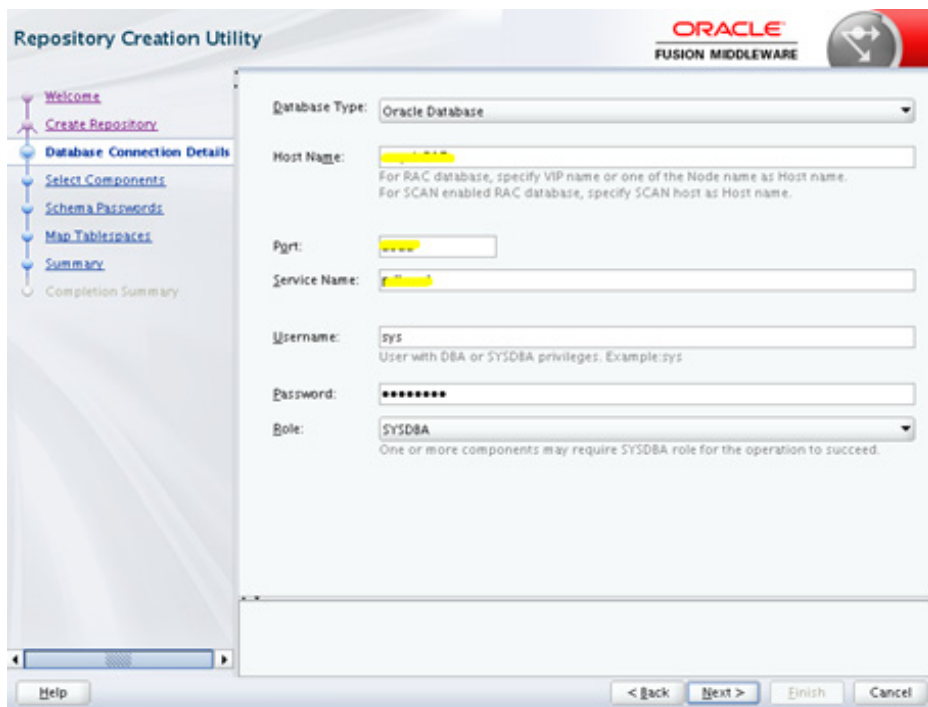 Repository Creation Utility
ORACLE
FUSION MIDDLEWARE
Welcome
Create Repository
Database Connection Details
Select Components
Schema Passwords
Map Tablespaces
Summary
Completion Summary
Database Type:
Oracle Database
Host Name:
For RAC database, specify VIP name or one of the Node name as Host name.
For SCAN enabled RAC database, specify SCAN host as Host name.
Port:
Service Name:
Username:
sys
User with DBA or SYSDBA privileges. Example:sys
Password:
••••••••
Role:
SYSDBA
One or more components may require SYSDBA role for the operation to succeed.
Help
< Back
Next >
Finish
Cancel